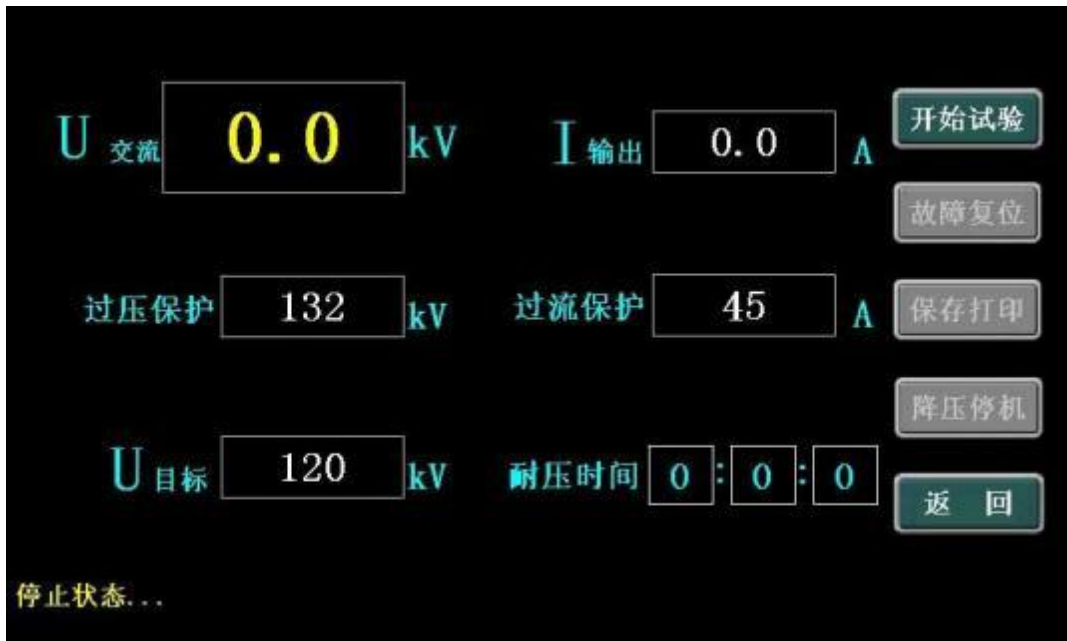 U 交流 0.0 kV I 输出 0.0 A 开始试验
故障复位
过压保护 132 kV 过流保护 45 A 保存打印
降压停机
U 目标 120 kV 耐压时间 0 : 0 : 0
返 回
停止状态...